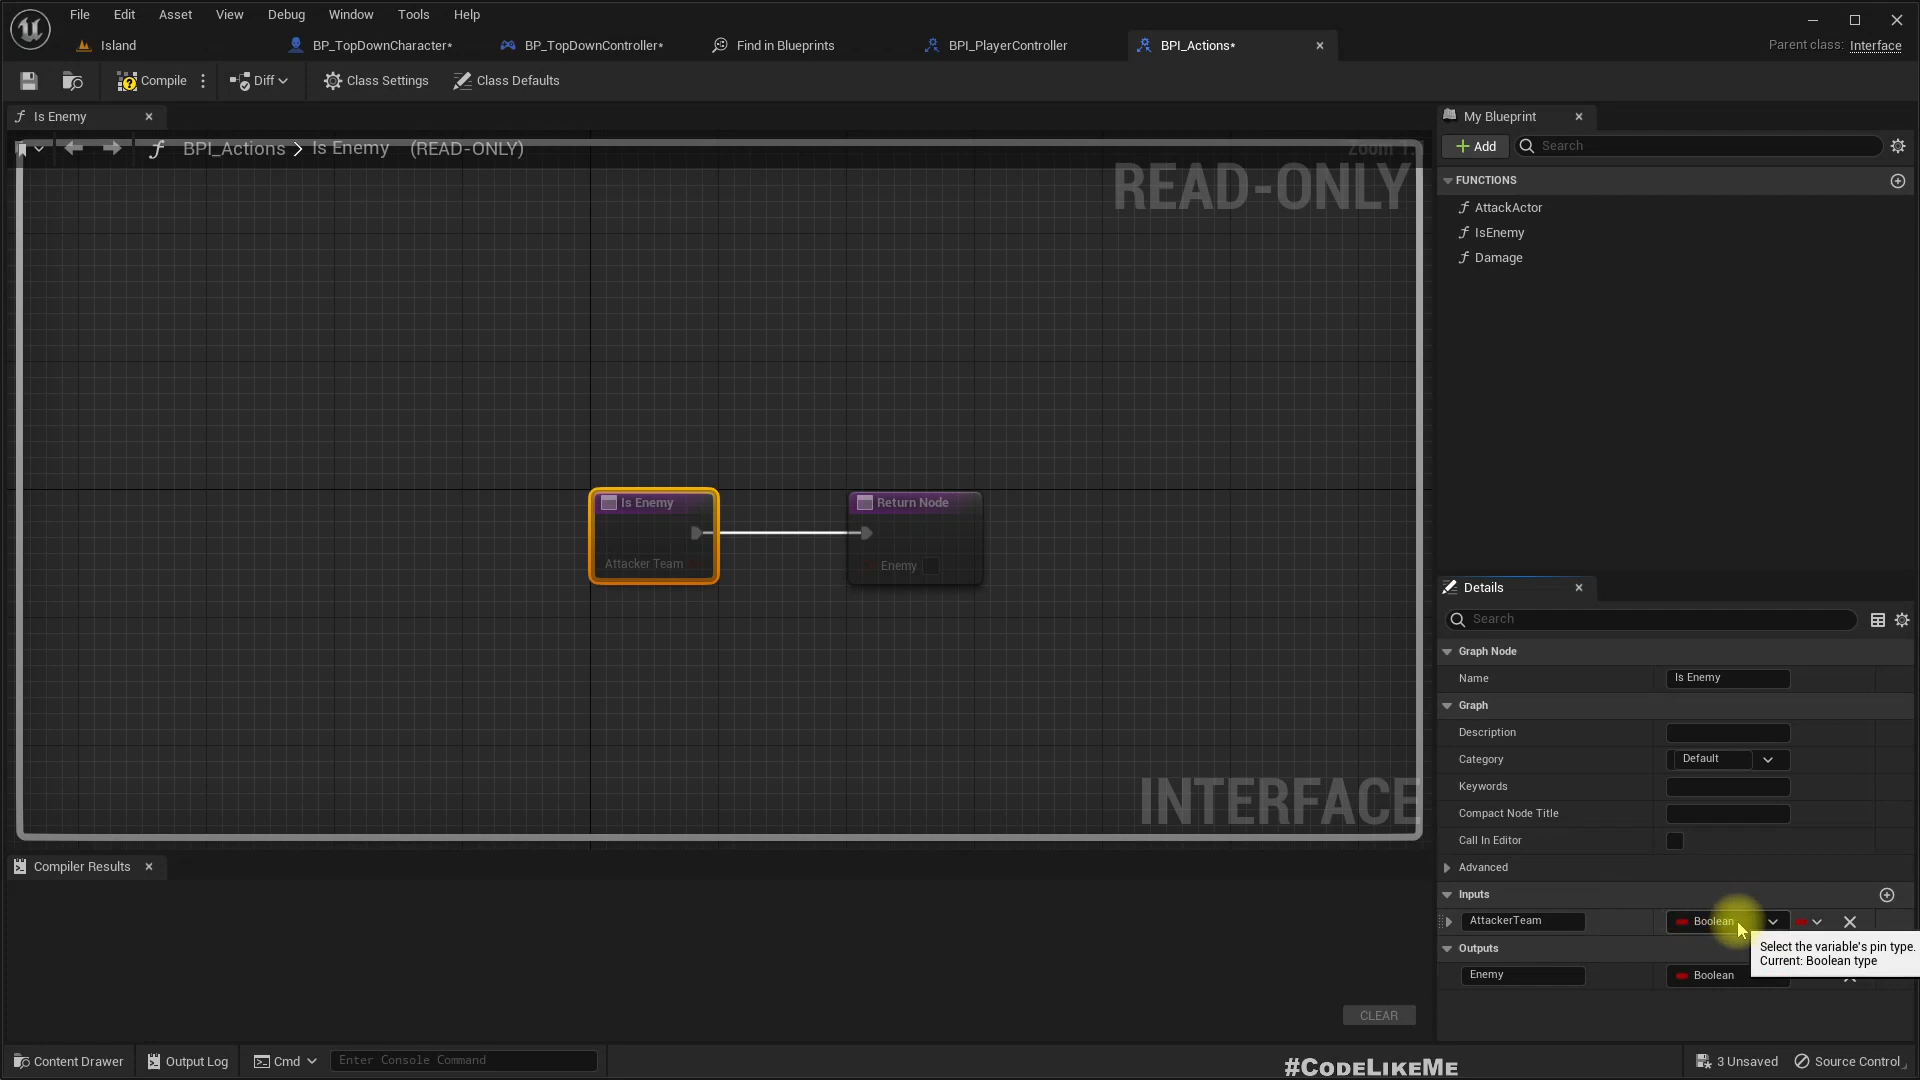 File Edit Asset View Debug Window Tools Help
Island BP_TopDownCharacter* BP_TopDownController* Find in Blueprints BPI_PlayerController BPI_Actions* Parent class: Interface
Compile Diff Class Settings Class Defaults
Is Enemy
BPI_Actions > Is Enemy (READ-ONLY)
READ-ONLY
Is Enemy
Attacker Team
Return Node
Enemy
INTERFACE
My Blueprint
Add Search
FUNCTIONS
AttackActor
IsEnemy
Damage
Details
Search
Graph Node
Name Is Enemy
Graph
Description
Category Default
Keywords
Compact Node Title
Call In Editor
Advanced
Inputs
AttackerTeam Boolean
Select the variable's pin type.
Current: Boolean type
Outputs
Enemy Boolean
Compiler Results
CLEAR
Content Drawer Output Log Cmd Enter Console Command #CodeLikeMe 3 Unsaved Source Control